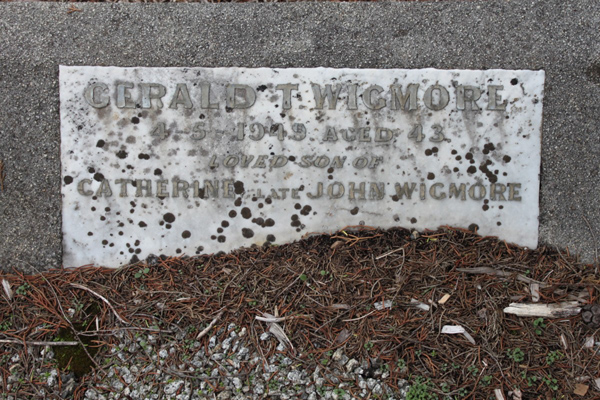 GERALD T. WIGMORE
4-5-1949 AGED 43.
LOVED SON OF
CATHERINE & LATE JOHN WIGMORE